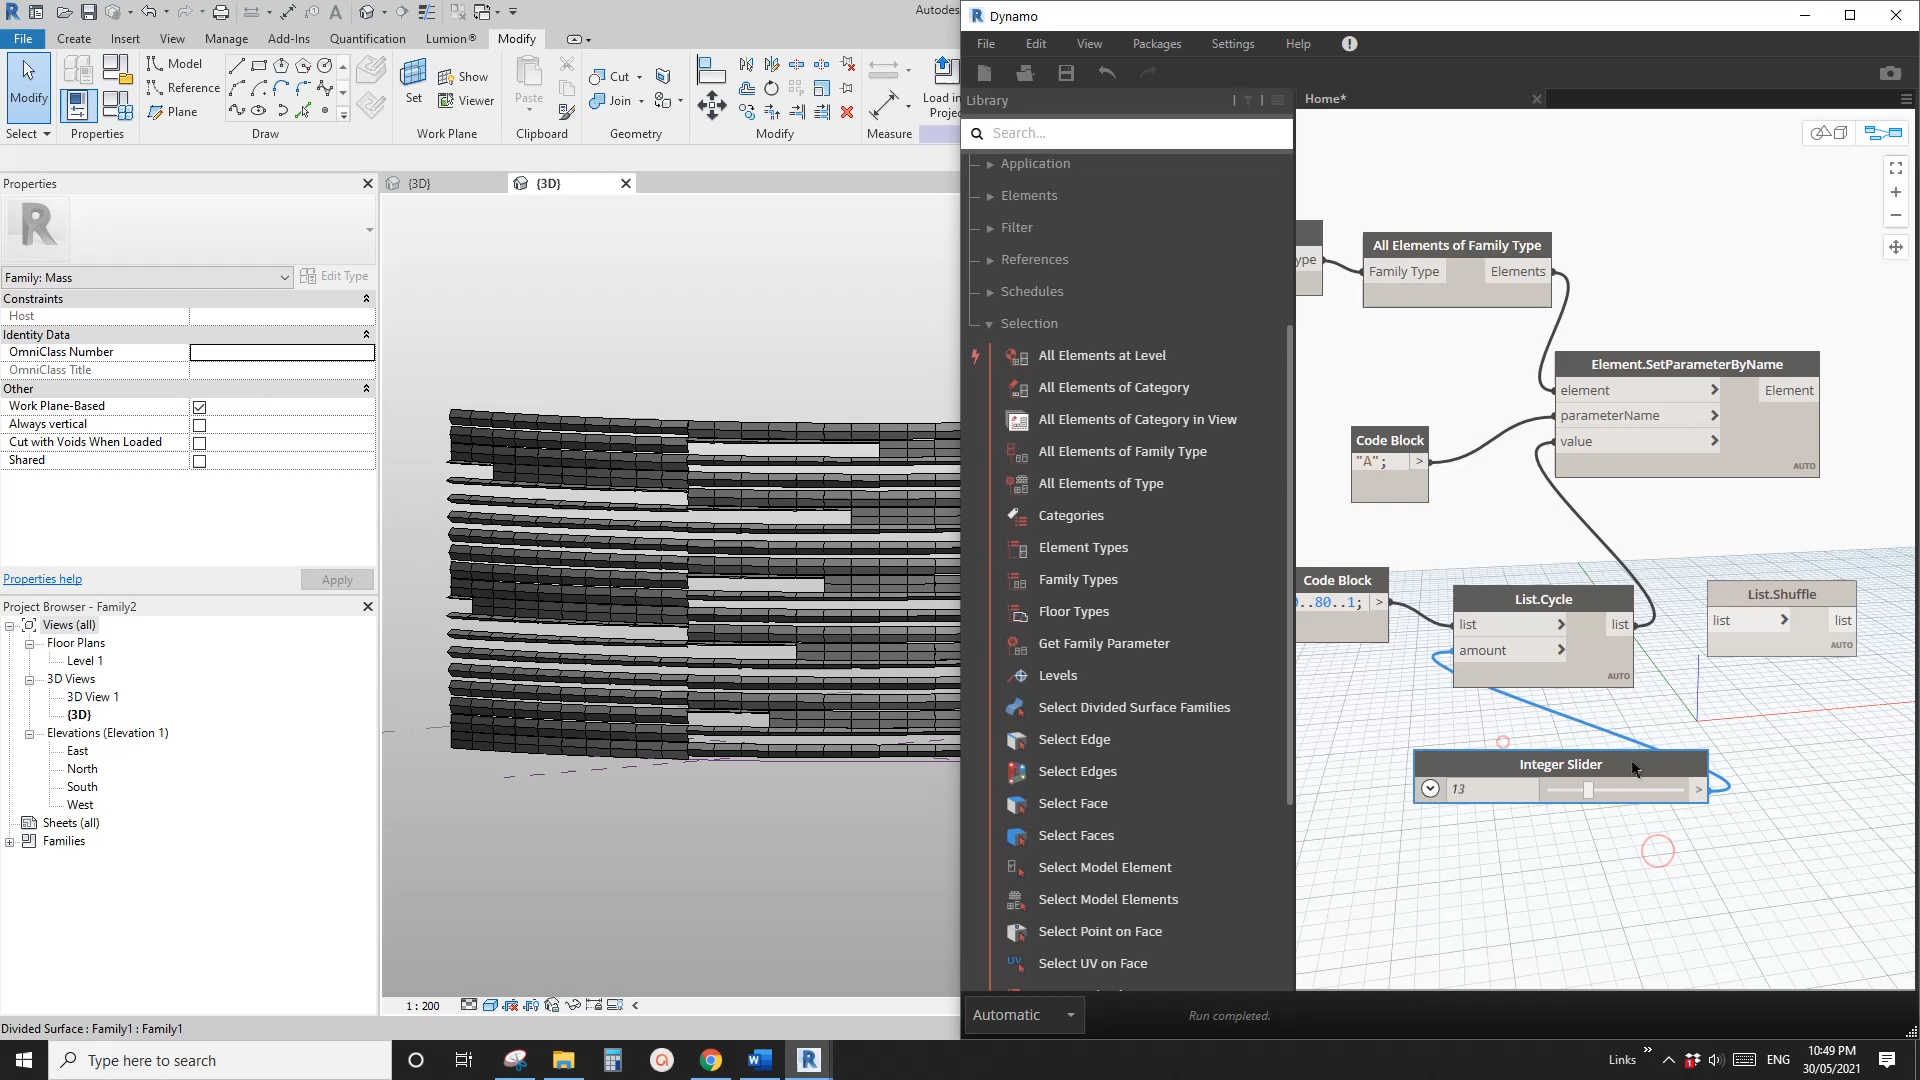 Autodes
File
Create
Insert
View
Manage
Add-Ins
Quantification
Lumion®
Modify
Modify
Select
Properties
Model
Reference
Plane
Draw
Set
Show
Viewer
Work Plane
Paste
Clipboard
Cut
Join
Geometry
Modify
Measure
Load in
Projec
Properties
{3D}
{3D}
Family: Mass
Edit Type
Constraints
Host
Identity Data
OmniClass Number
OmniClass Title
Other
Work Plane-Based
Always vertical
Cut with Voids When Loaded
Shared
Properties help
Apply
Project Browser - Family2
Views (all)
Floor Plans
Level 1
3D Views
3D View 1
{3D}
Elevations (Elevation 1)
East
North
South
West
Sheets (all)
Families
1 : 200
Divided Surface : Family1 : Family1
Dynamo
File
Edit
View
Packages
Settings
Help
Library
Search...
Application
Elements
Filter
References
Schedules
Selection
All Elements at Level
All Elements of Category
All Elements of Category in View
All Elements of Family Type
All Elements of Type
Categories
Element Types
Family Types
Floor Types
Get Family Parameter
Levels
Select Divided Surface Families
Select Edge
Select Edges
Select Face
Select Faces
Select Model Element
Select Model Elements
Select Point on Face
UV Select UV on Face
Home*
ype
All Elements of Family Type
Family Type
Elements
Element.SetParameterByName
element >
Element
parameterName >
value >
AUTO
Code Block
"A"; >
Code Block
..80..1; >
List.Cycle
list >
list
amount >
AUTO
List.Shuffle
list >
list
AUTO
Integer Slider
13 >
Automatic
Run completed.
Type here to search
Links
ENG
10:49 PM
30/05/2021